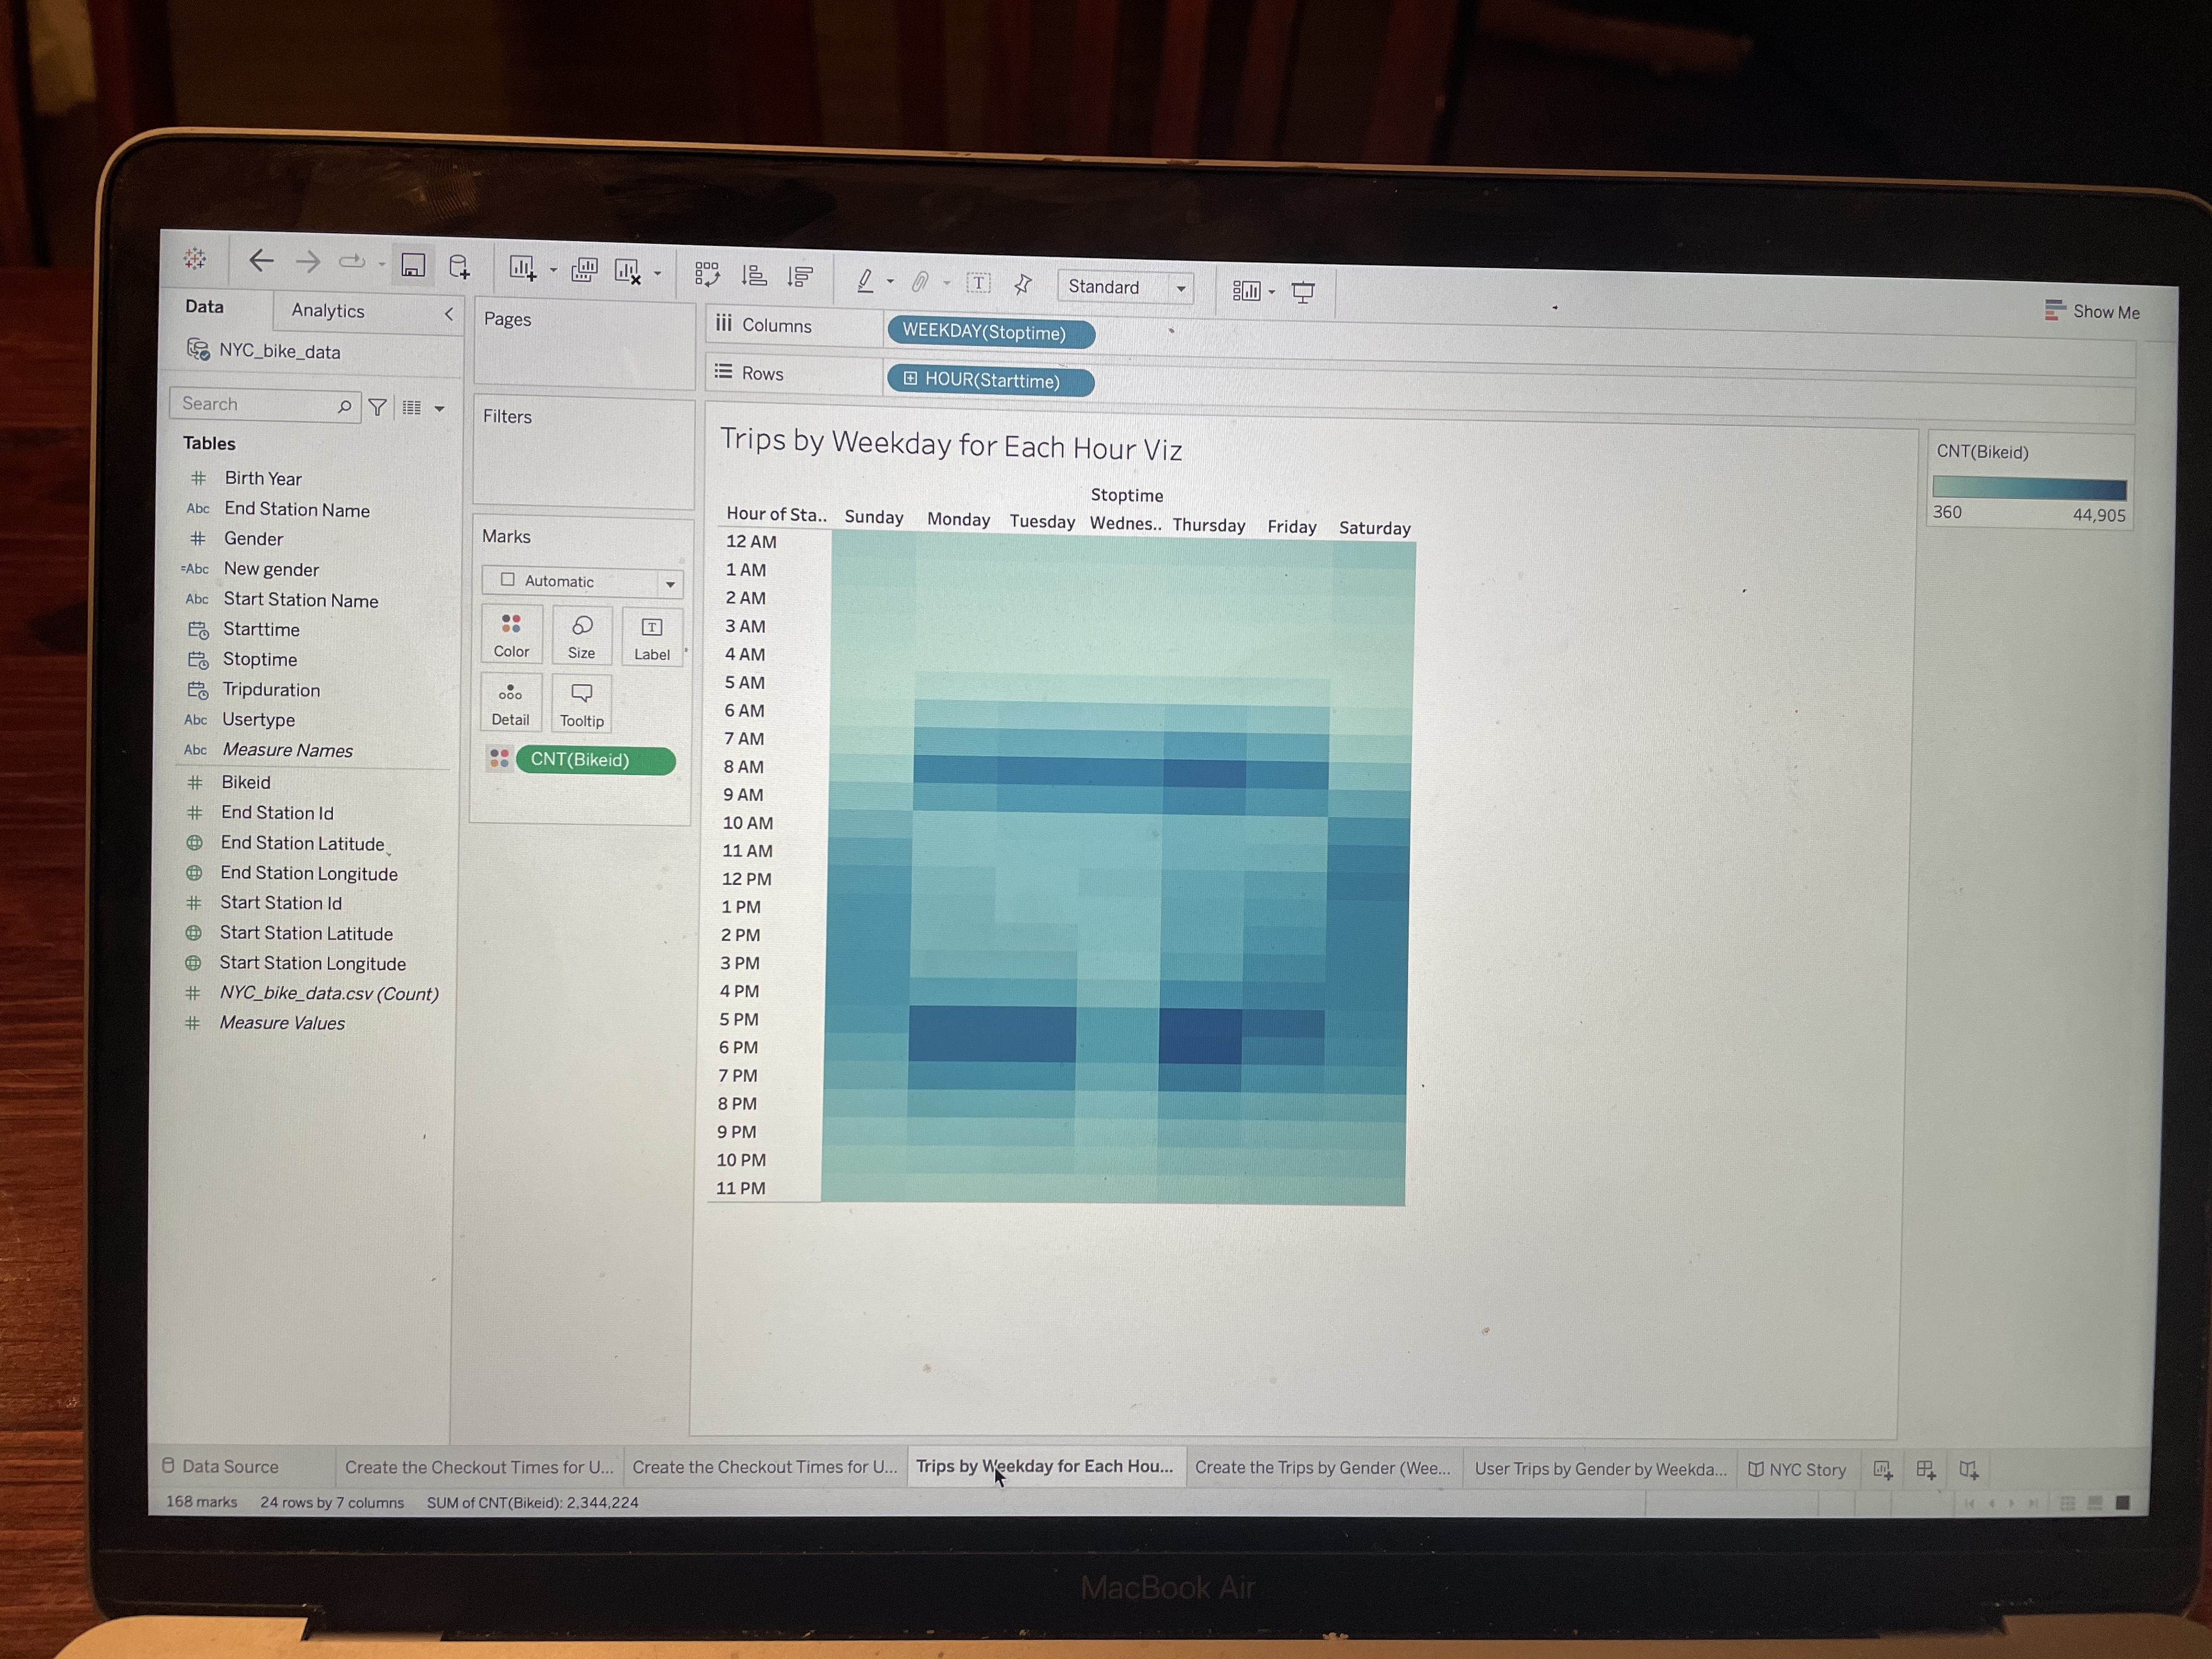 Standard
Show Me
Data
Analytics
NYC_bike_data
Search
Tables
Birth Year
Abc End Station Name
Gender
=Abc New gender
Abc Start Station Name
Starttime
Stoptime
Tripduration
Abc Usertype
Abc Measure Names
Bikeid
End Station Id
End Station Latitude
End Station Longitude
Start Station Id
Start Station Latitude
Start Station Longitude
NYC_bike_data.csv (Count)
Measure Values
Pages
Filters
Marks
Automatic
Color
Size
T
Label
Detail
Tooltip
CNT(Bikeid)
Columns
WEEKDAY(Stoptime)
Rows
HOUR(Starttime)
Trips by Weekday for Each Hour Viz
Stoptime
Hour of Sta.. Sunday Monday Tuesday Wednes.. Thursday Friday Saturday
12 AM
1 AM
2 AM
3 AM
4 AM
5 AM
6 AM
7 AM
8 AM
9 AM
10 AM
11 AM
12 PM
1 PM
2 PM
3 PM
4 PM
5 PM
6 PM
7 PM
8 PM
9 PM
10 PM
11 PM
CNT(Bikeid)
360 44,905
Data Source
Create the Checkout Times for U...
Create the Checkout Times for U...
Trips by Weekday for Each Hou...
Create the Trips by Gender (Wee...
User Trips by Gender by Weekda...
NYC Story
168 marks 24 rows by 7 columns SUM of CNT(Bikeid): 2,344,224
MacBook Air